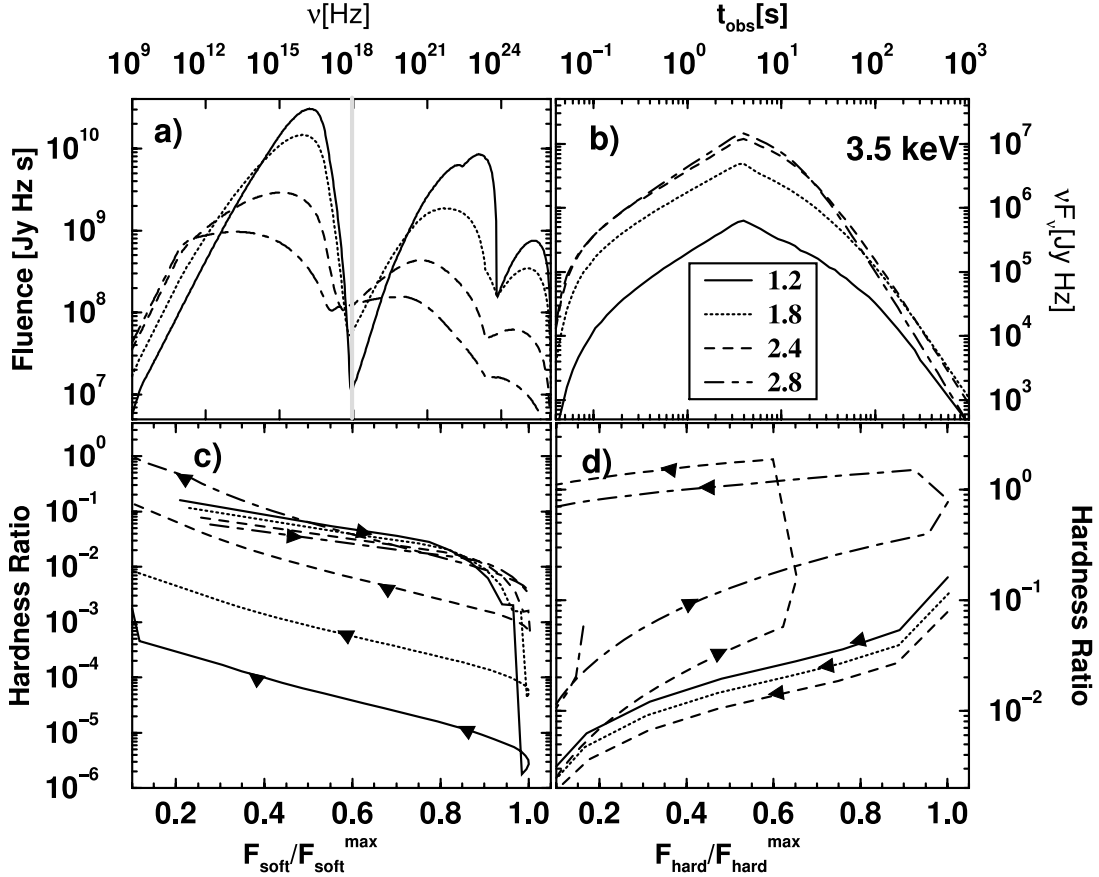 ν[Hz] t_obs[s]
10^9 10^12 10^15 10^18 10^21 10^24 10^-1 10^0 10^1 10^2 10^3
a) b) 3.5 keV
Fluence [Jy Hz s]
10^10
10^9
10^8
10^7
1.2
1.8
2.4
2.8
10^7
10^6
10^5
10^4
10^3
νF_ν[Jy Hz]
c) d)
Hardness Ratio
10^0
10^-1
10^-2
10^-3
10^-4
10^-5
10^-6
10^0
10^-1
10^-2
Hardness Ratio
0.2 0.4 0.6 0.8 1.0 0.2 0.4 0.6 0.8 1.0
F_soft/F_soft^max F_hard/F_hard^max